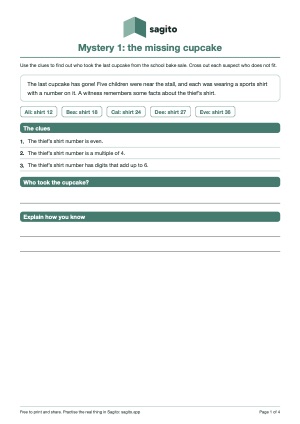 sagito
Mystery 1: the missing cupcake
Use the clues to find out who took the last cupcake from the school bake sale. Cross out each suspect who does not fit.
The last cupcake has gone! Five children were near the stall, and each was wearing a sports shirt
with a number on it. A witness remembers some facts about the thief's shirt.
Ali: shirt 12 Bea: shirt 18 Cal: shirt 24 Dee: shirt 27 Eve: shirt 36
The clues
1. The thief's shirt number is even.
2. The thief's shirt number is a multiple of 4.
3. The thief's shirt number has digits that add up to 6.
Who took the cupcake?
Explain how you know
Free to print and share. Practise the real thing in Sagito: sagito.app Page 1 of 4